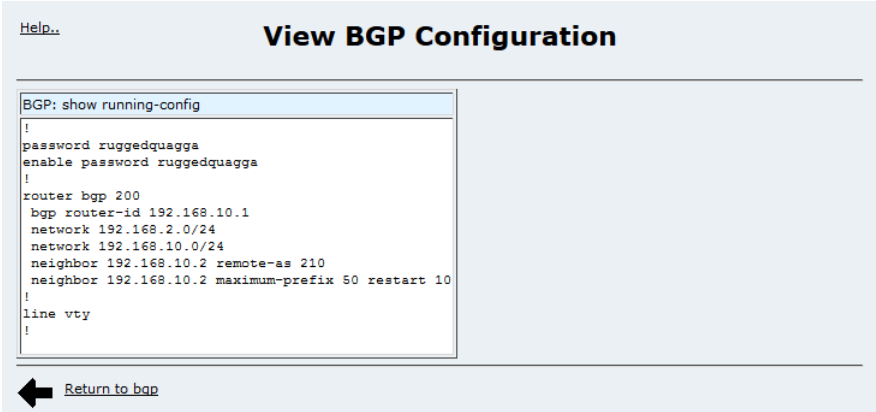 Help..
View BGP Configuration
BGP: show running-config
!
password ruggedquagga
enable password ruggedquagga
!
router bgp 200
 bgp router-id 192.168.10.1
 network 192.168.2.0/24
 network 192.168.10.0/24
 neighbor 192.168.10.2 remote-as 210
 neighbor 192.168.10.2 maximum-prefix 50 restart 10
!
line vty
!
Return to bgp